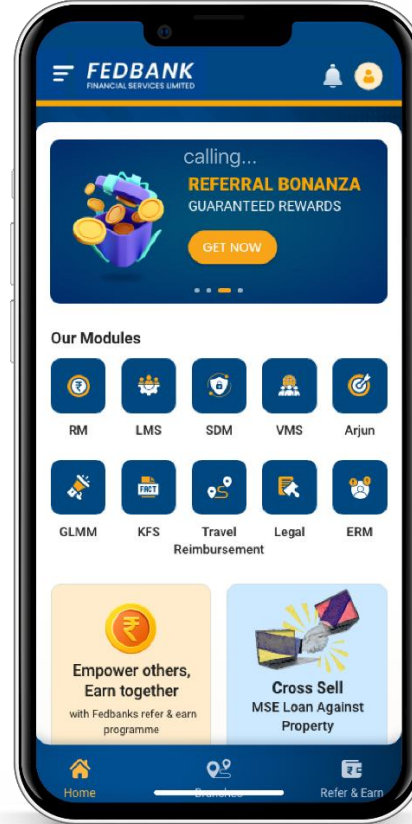 FEDBANK
FINANCIAL SERVICES LIMITED
calling...
REFERRAL BONANZA
GUARANTEED REWARDS
GET NOW
Our Modules
RM LMS SDM VMS Arjun
FACT
GLMM KFS Travel Reimbursement Legal ERM
Empower others,
Earn together
with Fedbanks refer & earn
programme
Cross Sell
MSE Loan Against
Property
Home Branches Refer & Earn